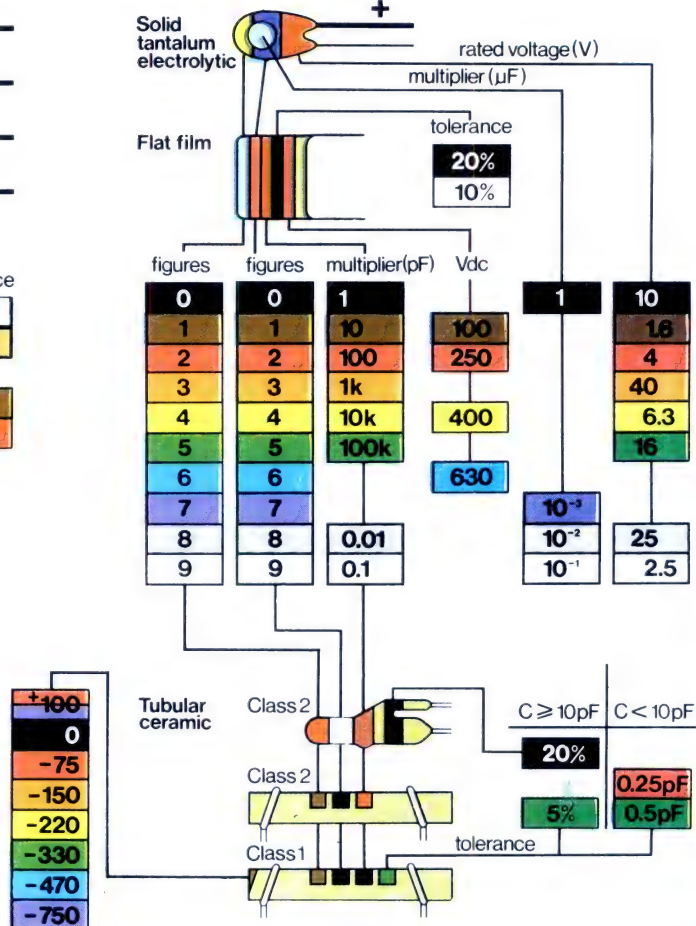 +
Solid
tantalum
electrolytic
rated voltage (V)
multiplier (µF)
Flat film
tolerance
20%
10%
figures figures multiplier(pF) Vdc
0 0 1 1 10
1 1 10 100 1.6
2 2 100 250 4
3 3 1k 40
4 4 10k 400 6.3
5 5 100k 16
6 6 630
7 7 10⁻³
8 8 0.01 10⁻² 25
9 9 0.1 10⁻¹ 2.5
Tubular
ceramic
Class 2
C ≥ 10pF C < 10pF
20%
+100
0
-75
-150
-220
-330
-470
-750
Class 2
0.25pF
5% 0.5pF
tolerance
Class 1